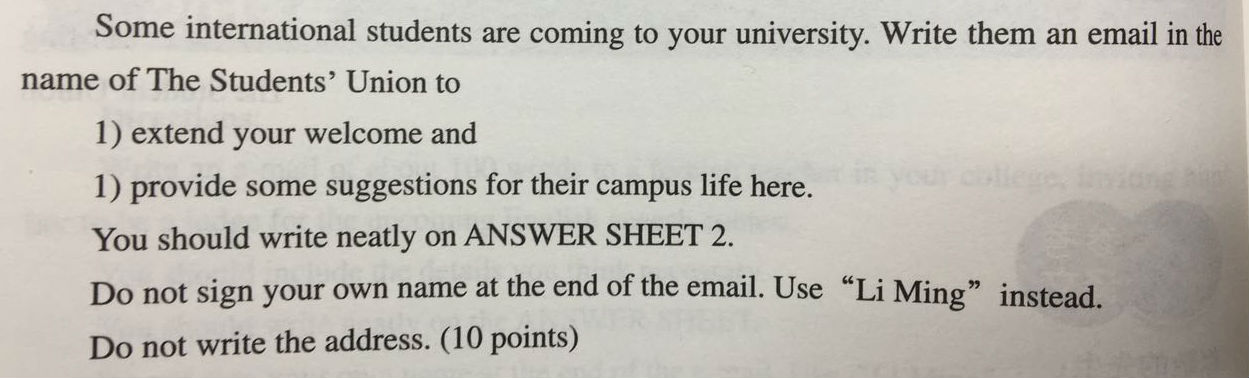 Some international students are coming to your university. Write them an email in the
name of The Students' Union to
1) extend your welcome and
1) provide some suggestions for their campus life here.
You should write neatly on ANSWER SHEET 2.
Do not sign your own name at the end of the email. Use “Li Ming” instead.
Do not write the address. (10 points)